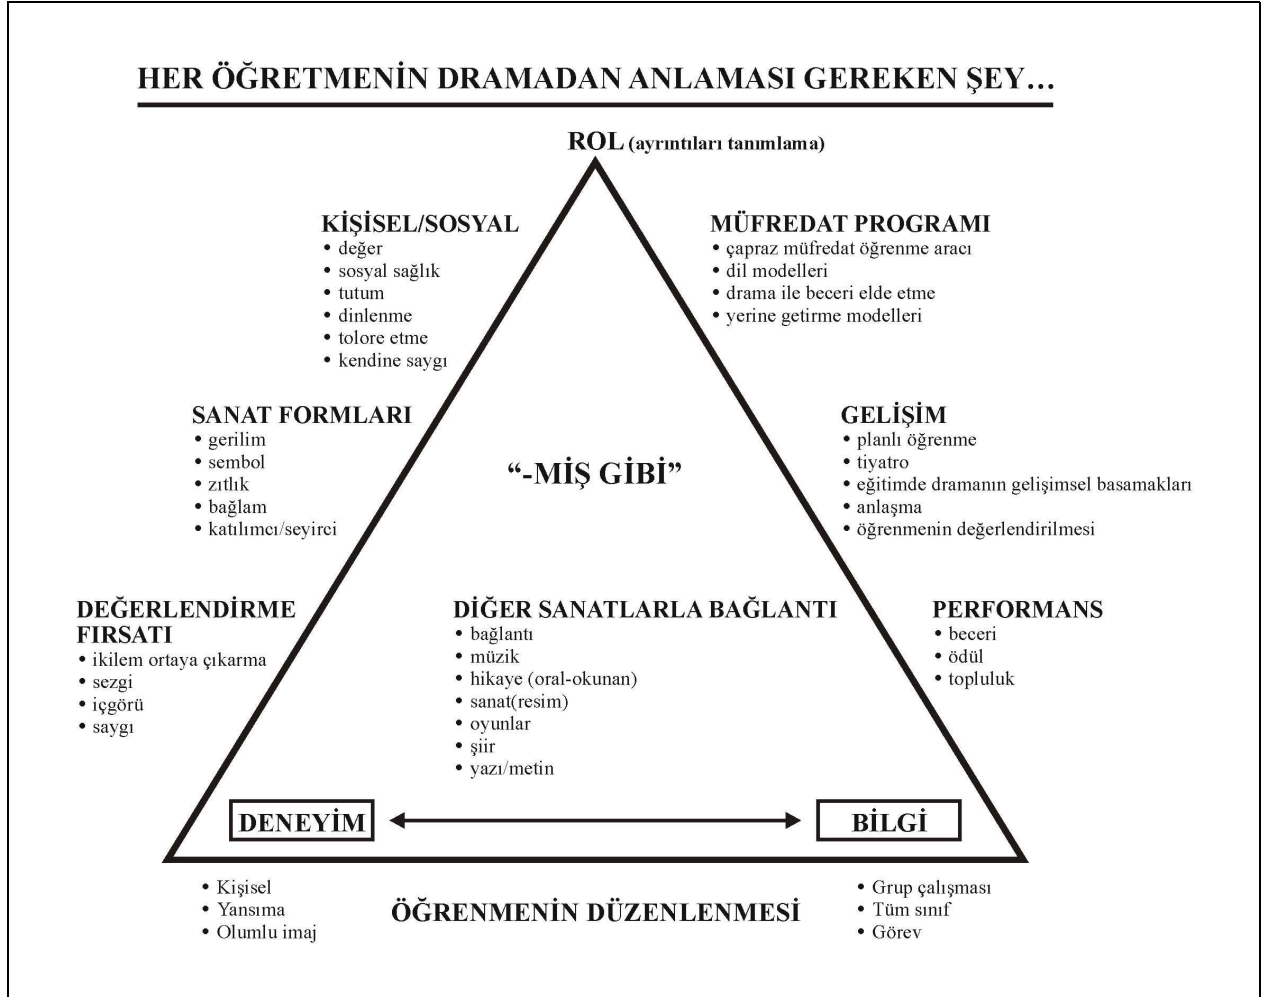 HER ÖĞRETMENİN DRAMADAN ANLAMASI GEREKEN ŞEY…
ROL (ayrıntıları tanımlama)
KİŞİSEL/SOSYAL
• değer
• sosyal sağlık
• tutum
• dinlenme
• tolore etme
• kendine saygı
MÜFREDAT PROGRAMI
• çapraz müfredat öğrenme aracı
• dil modelleri
• drama ile beceri elde etme
• yerine getirme modelleri
SANAT FORMLARI
• gerilim
• sembol
• zıtlık
• bağlam
• katılımcı/seyirci
“-MİŞ GİBİ”
GELİŞİM
• planlı öğrenme
• tiyatro
• eğitimde dramanın gelişimsel basamakları
• anlaşma
• öğrenmenin değerlendirilmesi
DEĞERLENDİRME
FIRSATI
• ikilem ortaya çıkarma
• sezgi
• içgörü
• saygı
DİĞER SANATLARLA BAĞLANTI
• bağlantı
• müzik
• hikaye (oral-okunan)
• sanat(resim)
• oyunlar
• şiir
• yazı/metin
PERFORMANS
• beceri
• ödül
• topluluk
DENEYİM
BİLGİ
• Kişisel
• Yansıma
• Olumlu imaj
ÖĞRENMENİN DÜZENLENMESİ
• Grup çalışması
• Tüm sınıf
• Görev